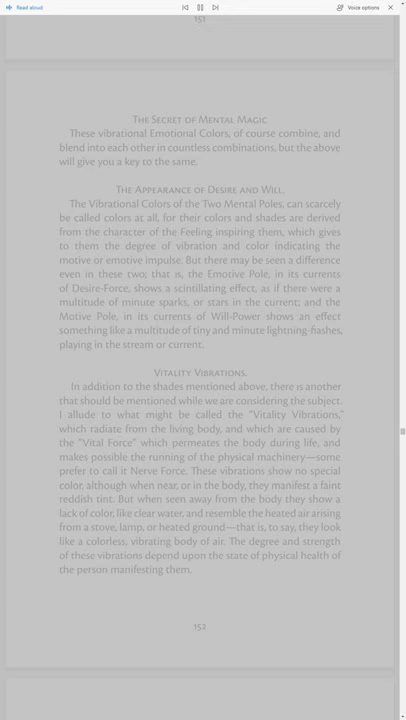 Read aloud
Voice options
151
The Secret of Mental Magic
These vibrational Emotional Colors, of course combine, and
blend into each other in countless combinations, but the above
will give you a key to the same.
The Appearance of Desire and Will.
The Vibrational Colors of the Two Mental Poles, can scarcely
be called colors at all, for their colors and shades are derived
from the character of the Feeling inspiring them, which gives
to them the degree of vibration and color indicating the
motive or emotive impulse. But there may be seen a difference
even in these two; that is, the Emotive Pole, in its currents
of Desire-Force, shows a scintillating effect, as if there were a
multitude of minute sparks, or stars in the current; and the
Motive Pole, in its currents of Will-Power shows an effect
something like a multitude of tiny and minute lightning-flashes,
playing in the stream or current.
Vitality Vibrations.
In addition to the shades mentioned above, there is another
that should be mentioned while we are considering the subject.
I allude to what might be called the "Vitality Vibrations,"
which radiate from the living body, and which are caused by
the "Vital Force" which permeates the body during life, and
makes possible the running of the physical machinery—some
prefer to call it Nerve Force. These vibrations show no special
color, although when near, or in the body, they manifest a faint
reddish tint. But when seen away from the body they show a
lack of color, like clear water, and resemble the heated air arising
from a stove, lamp, or heated ground—that is, to say, they look
like a colorless, vibrating body of air. The degree and strength
of these vibrations depend upon the state of physical health of
the person manifesting them.
152